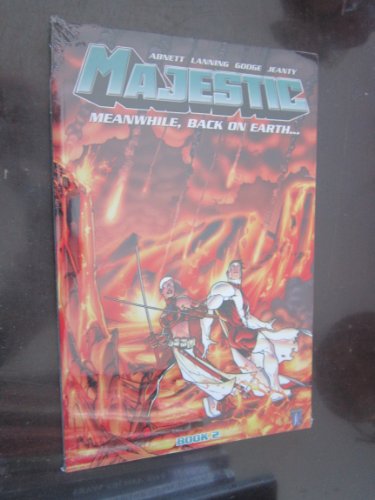 ABNETT LANNING GOOGE JEANTY
MAJESTIC
MEANWHILE, BACK ON EARTH...
BOOK 2